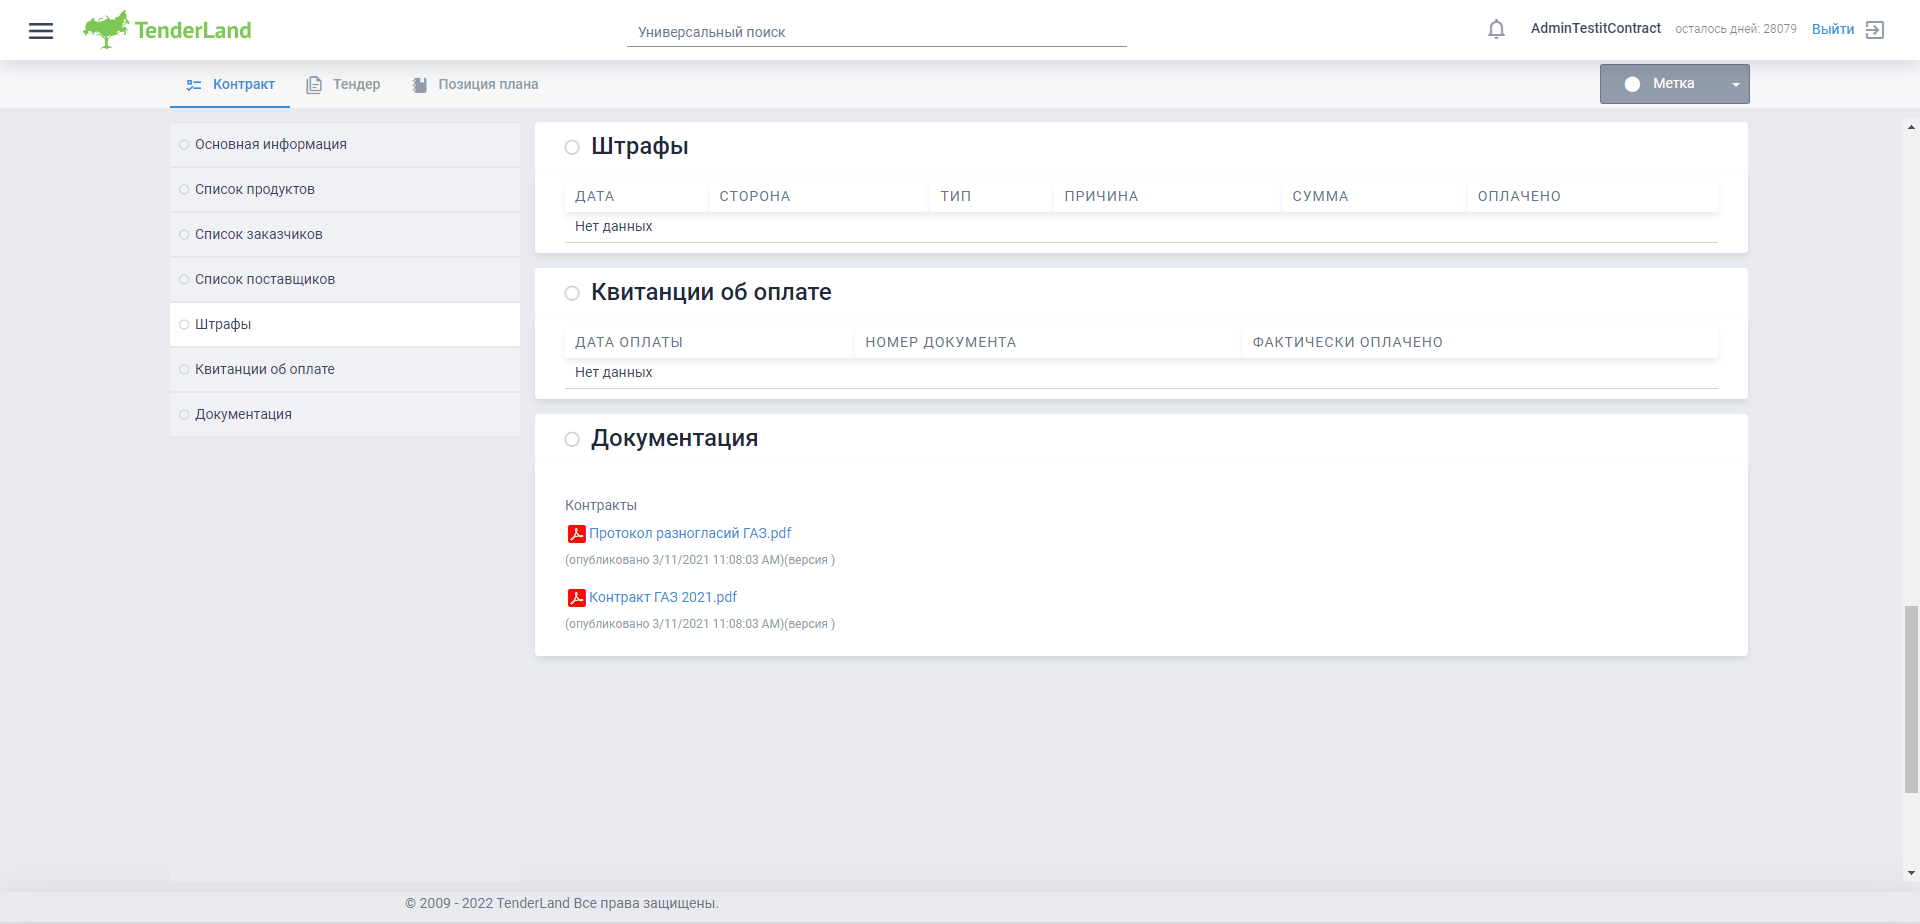 TenderLand
Универсальный поиск
AdminTestitContract
осталось дней: 28079
Выйти
Контракт
Тендер
Позиция плана
Метка
Основная информация
Список продуктов
Список заказчиков
Список поставщиков
Штрафы
Квитанции об оплате
Документация
Штрафы
ДАТА СТОРОНА ТИП ПРИЧИНА СУММА ОПЛАЧЕНО
Нет данных
Квитанции об оплате
ДАТА ОПЛАТЫ НОМЕР ДОКУМЕНТА ФАКТИЧЕСКИ ОПЛАЧЕНО
Нет данных
Документация
Контракты
Протокол разногласий ГАЗ.pdf
(опубликовано 3/11/2021 11:08:03 AM)(версия )
Контракт ГАЗ 2021.pdf
(опубликовано 3/11/2021 11:08:03 AM)(версия )
© 2009 - 2022 TenderLand Все права защищены.